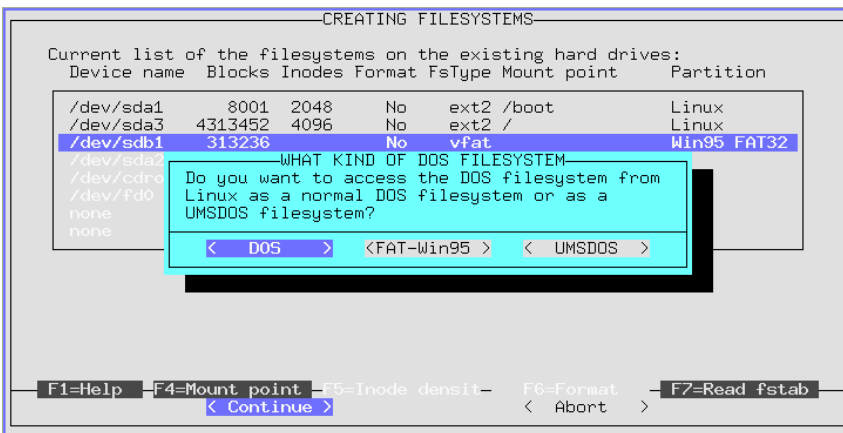 CREATING FILESYSTEMS
Current list of the filesystems on the existing hard drives:
Device name Blocks Inodes Format FsType Mount point Partition
/dev/sda1 8001 2048 No ext2 /boot Linux
/dev/sda3 4313452 4096 No ext2 / Linux
/dev/sdb1 313236 No vfat Win95 FAT32
/dev/sda2
/dev/cdro
/dev/fd0
none
none
WHAT KIND OF DOS FILESYSTEM
Do you want to access the DOS filesystem from
Linux as a normal DOS filesystem or as a
UMSDOS filesystem?
< DOS > <FAT-Win95 > < UMSDOS >
F1=Help F4=Mount point F5=Inode densit F6=Format F7=Read fstab
< Continue > < Abort >